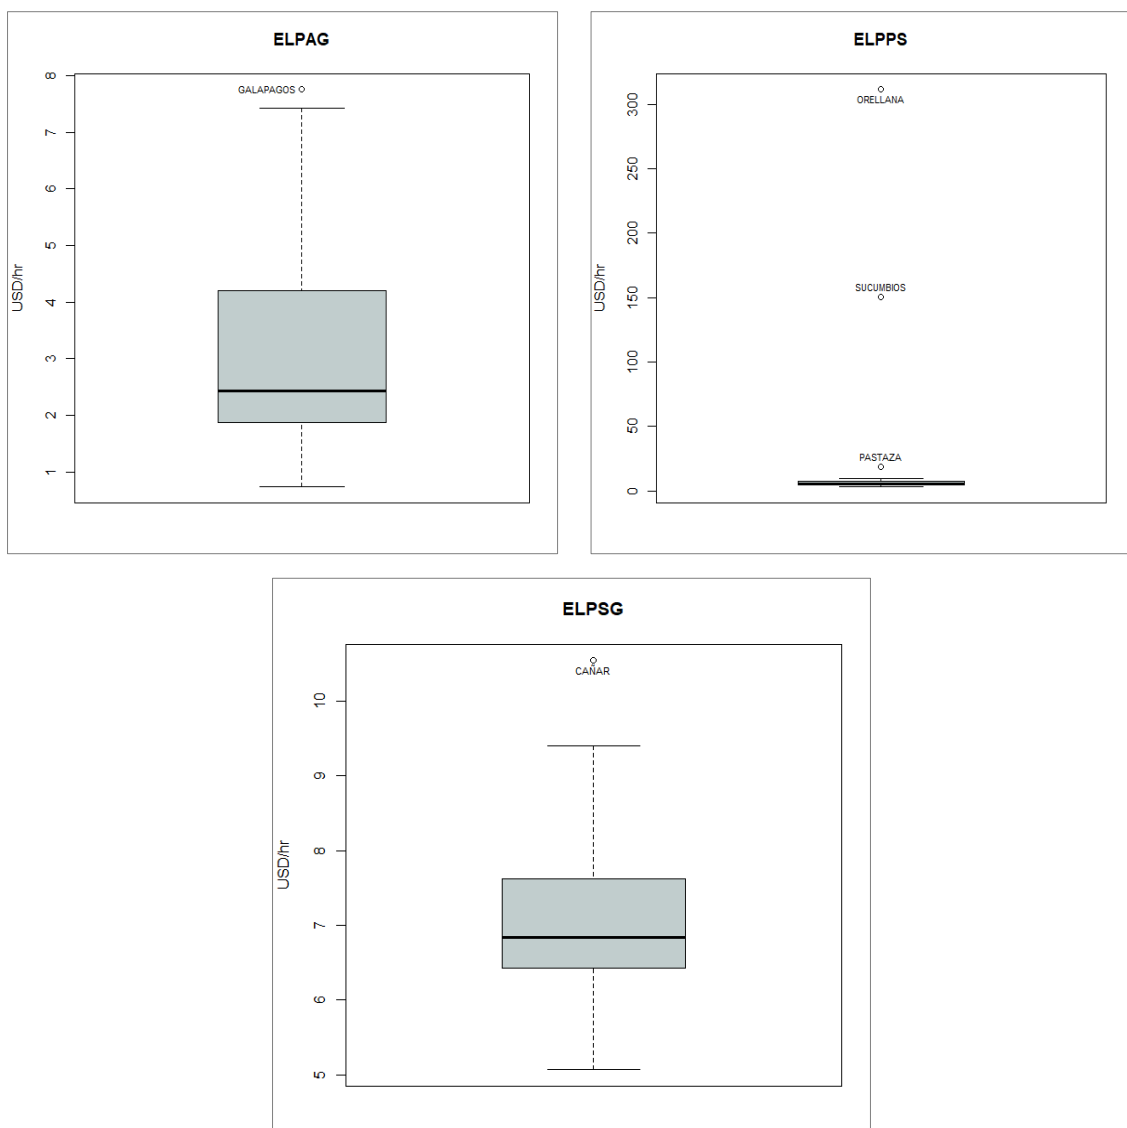 ELPAG
8
GALAPAGOS
7
6
5
USD/hr
4
3
2
1
ELPPS
300
ORELLANA
250
200
USD/hr
SUCUMBIOS
150
100
50
PASTAZA
0
ELPSG
CAÑAR
10
9
USD/hr
8
7
6
5